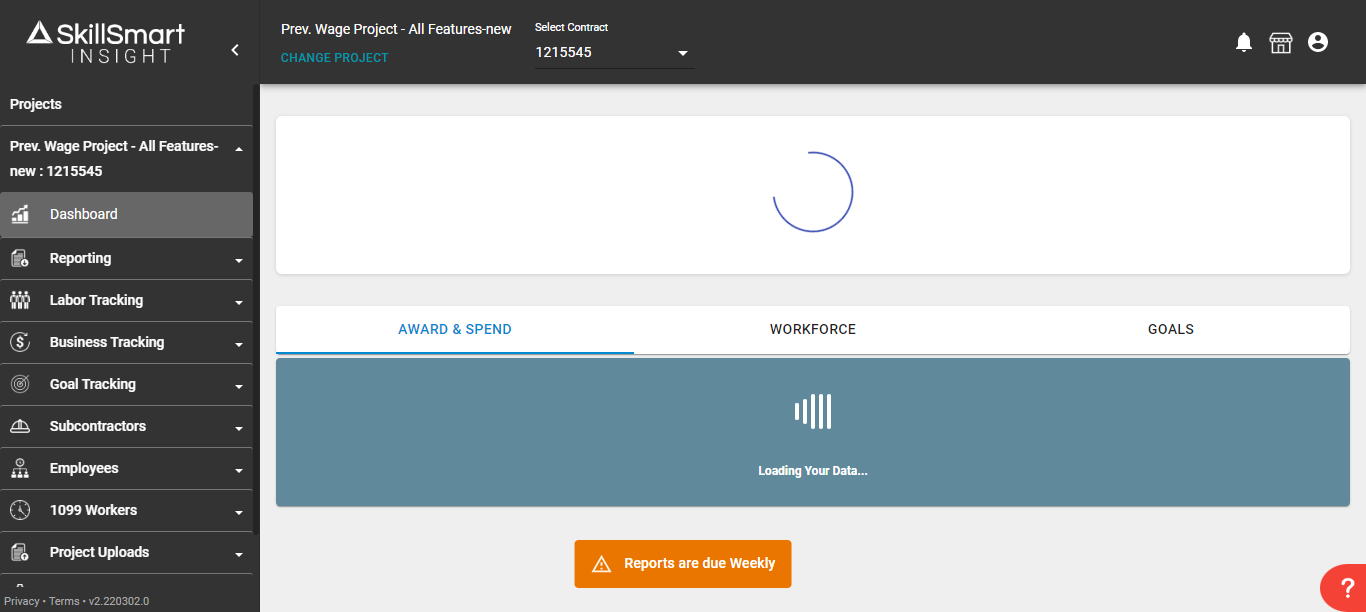 SkillSmart
INSIGHT
Prev. Wage Project - All Features-new
CHANGE PROJECT
Select Contract
1215545
Projects
Prev. Wage Project - All Features-
new : 1215545
Dashboard
Reporting
Labor Tracking
Business Tracking
Goal Tracking
Subcontractors
Employees
1099 Workers
Project Uploads
Privacy • Terms • v2.220302.0
AWARD & SPEND
WORKFORCE
GOALS
Loading Your Data...
Reports are due Weekly
?